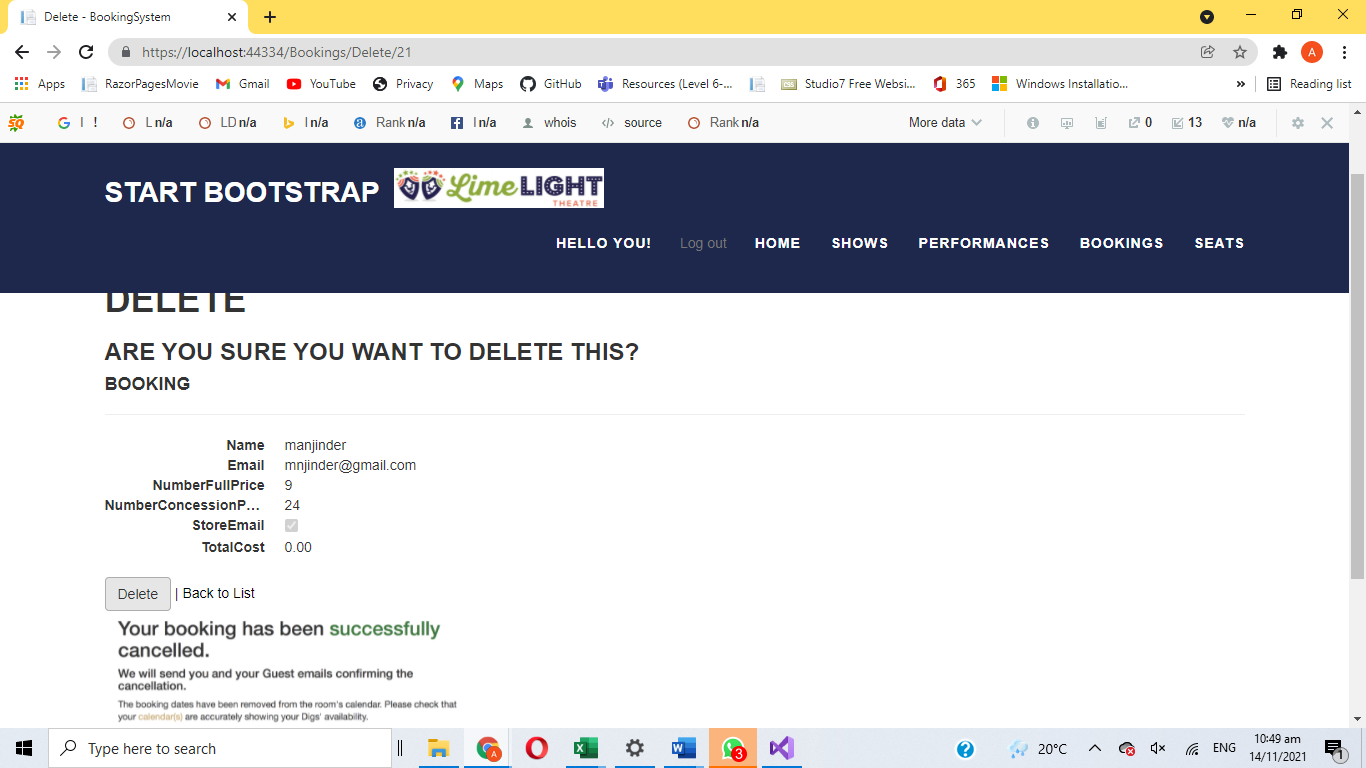 Delete - BookingSystem
https://localhost:44334/Bookings/Delete/21
A
Apps RazorPagesMovie Gmail YouTube Privacy Maps GitHub Resources (Level 6-... Studio7 Free Websi... 365 Windows Installatio... » Reading list
SQ G I ! L n/a LD n/a I n/a a Rank n/a I n/a whois </> source Rank n/a More data 0 13 n/a
START BOOTSTRAP Lime LIGHT
THEATRE
HELLO YOU! Log out HOME SHOWS PERFORMANCES BOOKINGS SEATS
DELETE
ARE YOU SURE YOU WANT TO DELETE THIS?
BOOKING
Name manjinder
Email mnjinder@gmail.com
NumberFullPrice 9
NumberConcessionP... 24
StoreEmail
TotalCost 0.00
Delete | Back to List
Your booking has been successfully
cancelled.
We will send you and your Guest emails confirming the
cancellation.
The booking dates have been removed from the room's calendar. Please check that
your calendar(s) are accurately showing your Digs' availability.
Type here to search A W 3 20°C ENG 10:49 am
14/11/2021 1